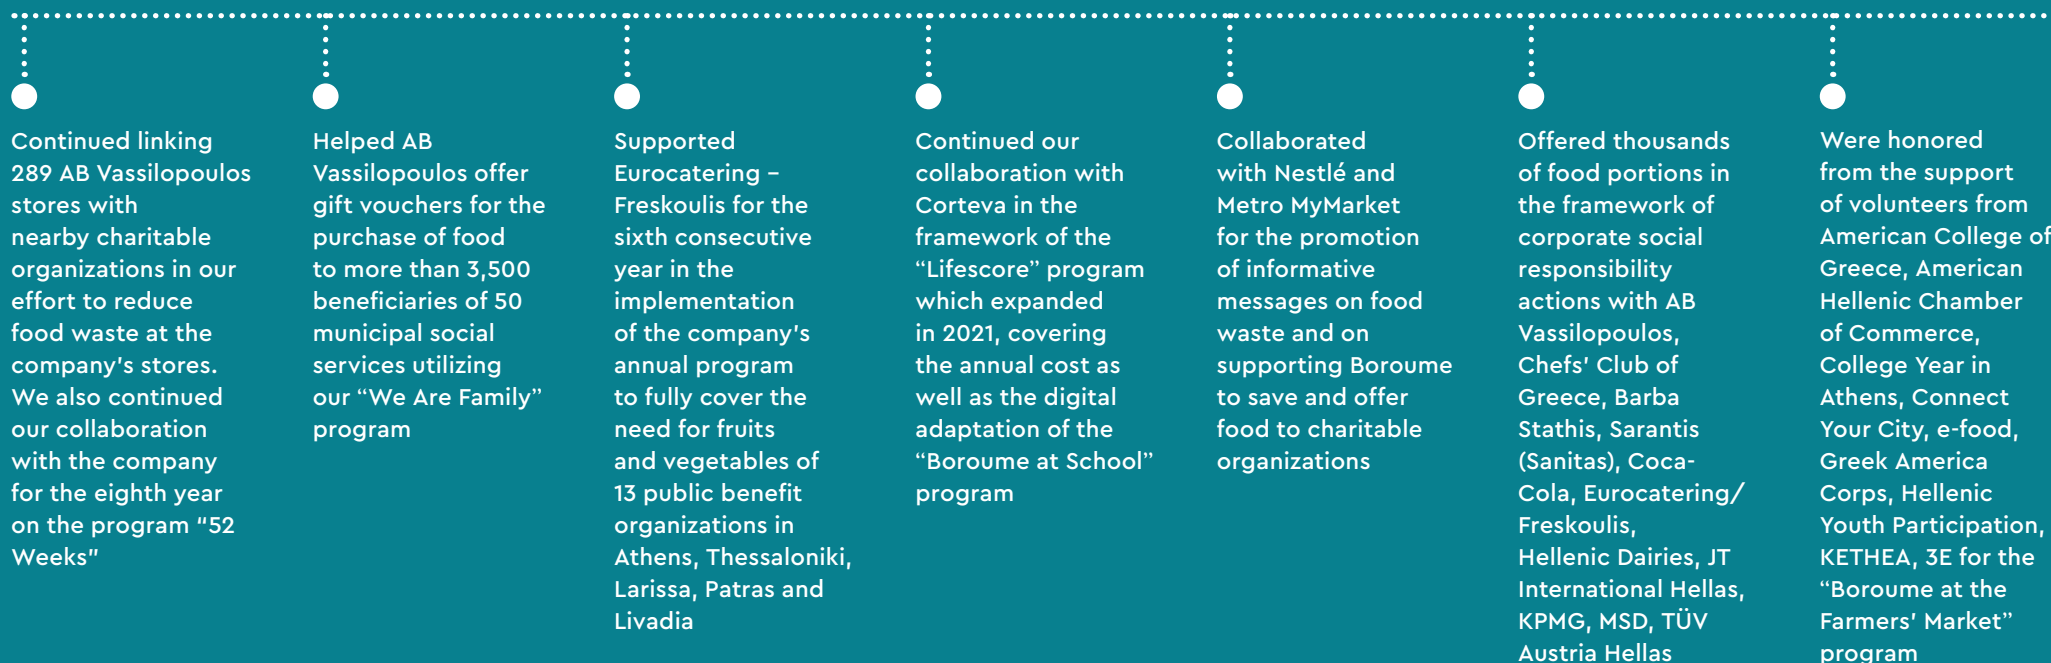 Continued linking
289 AB Vassilopoulos
stores with
nearby charitable
organizations in our
effort to reduce
food waste at the
company's stores.
We also continued
our collaboration
with the company
for the eighth year
on the program “52
Weeks”
Helped AB
Vassilopoulos offer
gift vouchers for the
purchase of food
to more than 3,500
beneficiaries of 50
municipal social
services utilizing
our “We Are Family”
program
Supported
Eurocatering –
Freskoulis for the
sixth consecutive
year in the
implementation
of the company’s
annual program
to fully cover the
need for fruits
and vegetables of
13 public benefit
organizations in
Athens, Thessaloniki,
Larissa, Patras and
Livadia
Continued our
collaboration with
Corteva in the
framework of the
“Lifescore” program
which expanded
in 2021, covering
the annual cost as
well as the digital
adaptation of the
“Boroume at School”
program
Collaborated
with Nestlé and
Metro MyMarket
for the promotion
of informative
messages on food
waste and on
supporting Boroume
to save and offer
food to charitable
organizations
Offered thousands
of food portions in
the framework of
corporate social
responsibility
actions with AB
Vassilopoulos,
Chefs’ Club of
Greece, Barba
Stathis, Sarantis
(Sanitas), Coca-
Cola, Eurocatering/
Freskoulis,
Hellenic Dairies, JT
International Hellas,
KPMG, MSD, TÜV
Austria Hellas
Were honored
from the support
of volunteers from
American College of
Greece, American
Hellenic Chamber
of Commerce,
College Year in
Athens, Connect
Your City, e-food,
Greek America
Corps, Hellenic
Youth Participation,
KETHEA, 3E for the
“Boroume at the
Farmers’ Market”
program